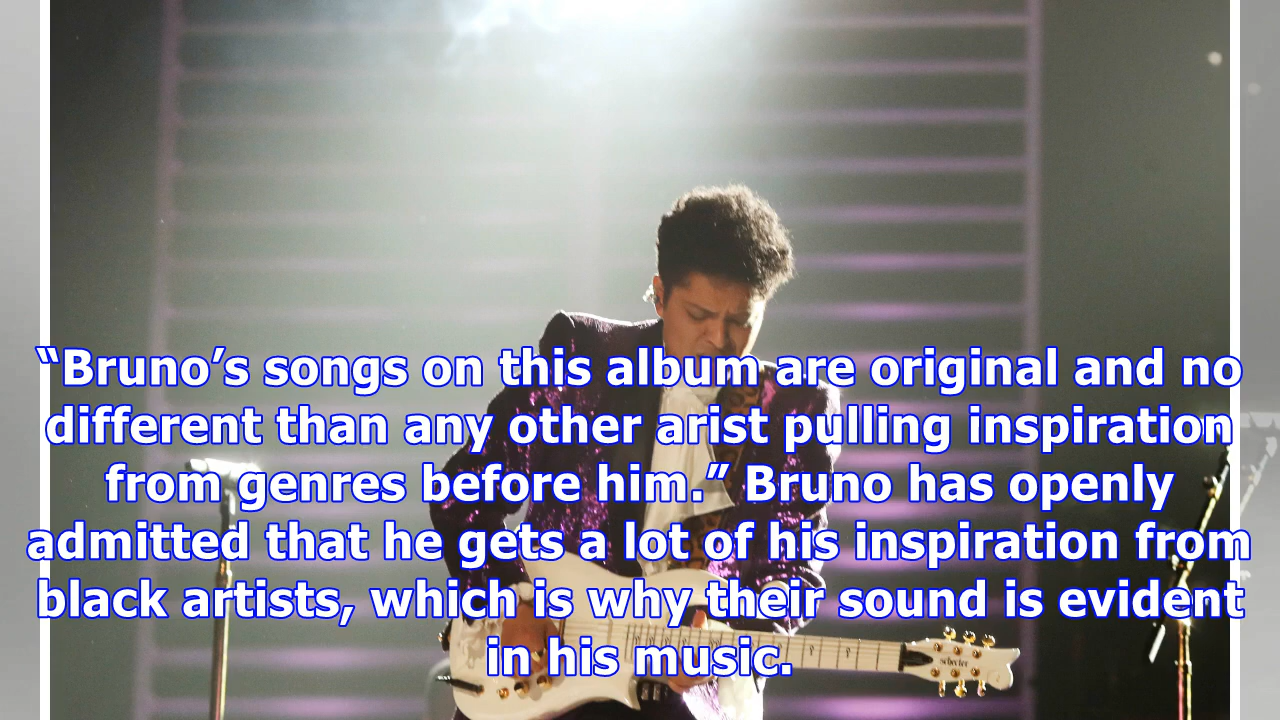 “Bruno’s songs on this album are original and no
different than any other arist pulling inspiration
from genres before him.” Bruno has openly
admitted that he gets a lot of his inspiration from
black artists, which is why their sound is evident
in his music.
schecter